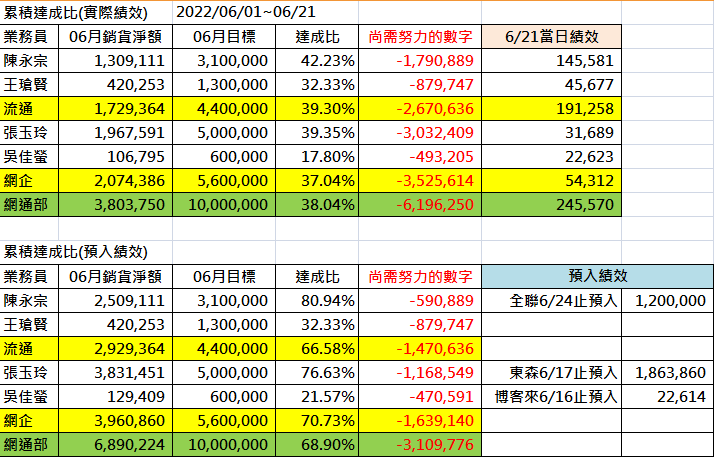 累積達成比(實際績效) 2022/06/01~06/21
業務員 06月銷貨淨額 06月目標 達成比 尚需努力的數字 6/21當日績效
陳永宗 1,309,111 3,100,000 42.23% -1,790,889 145,581
王瑲賢 420,253 1,300,000 32.33% -879,747 45,677
流通 1,729,364 4,400,000 39.30% -2,670,636 191,258
張玉玲 1,967,591 5,000,000 39.35% -3,032,409 31,689
吳佳螢 106,795 600,000 17.80% -493,205 22,623
網企 2,074,386 5,600,000 37.04% -3,525,614 54,312
網通部 3,803,750 10,000,000 38.04% -6,196,250 245,570
累積達成比(預入績效)
業務員 06月銷貨淨額 06月目標 達成比 尚需努力的數字 預入績效
陳永宗 2,509,111 3,100,000 80.94% -590,889 全聯6/24止預入 1,200,000
王瑲賢 420,253 1,300,000 32.33% -879,747
流通 2,929,364 4,400,000 66.58% -1,470,636
張玉玲 3,831,451 5,000,000 76.63% -1,168,549 東森6/17止預入 1,863,860
吳佳螢 129,409 600,000 21.57% -470,591 博客來6/16止預入 22,614
網企 3,960,860 5,600,000 70.73% -1,639,140
網通部 6,890,224 10,000,000 68.90% -3,109,776